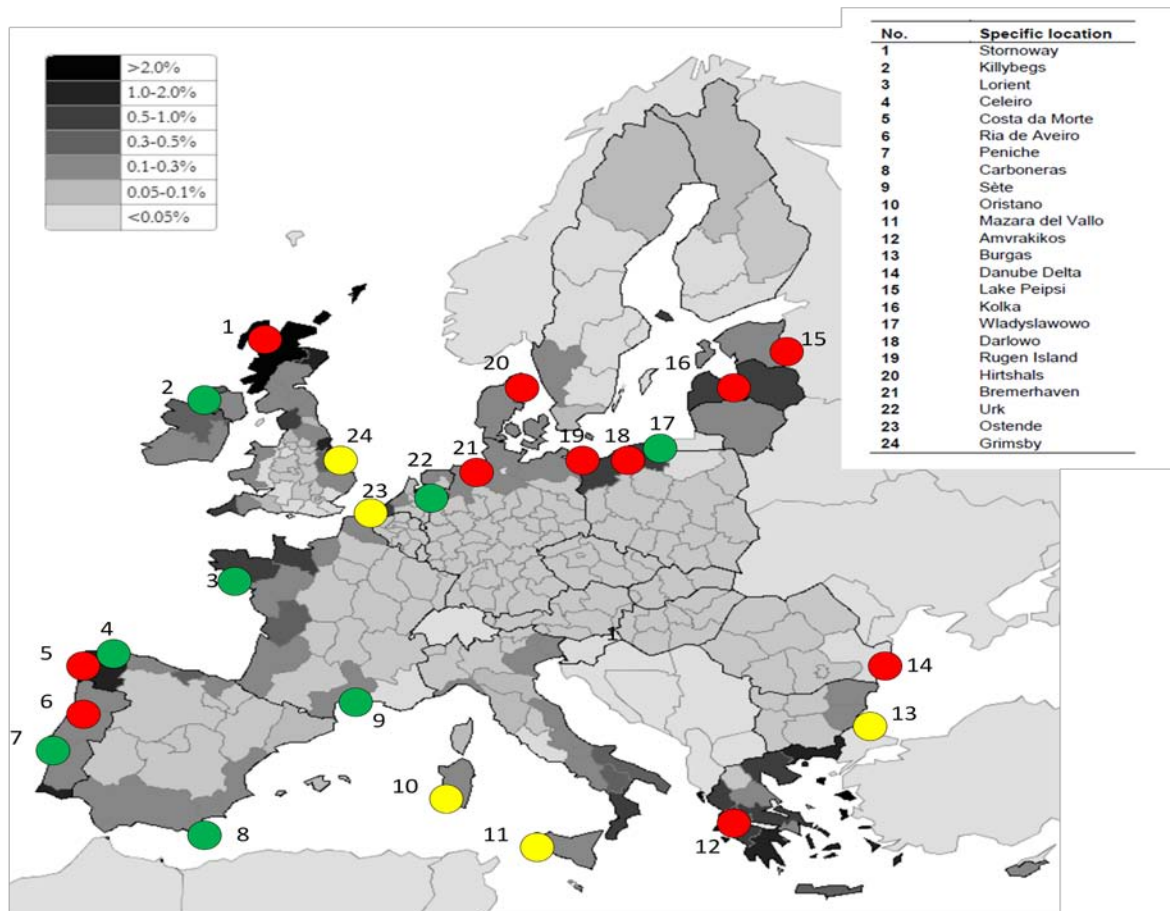 No. Specific location
1 Stornoway
2 Killybegs
3 Lorient
4 Celeiro
5 Costa da Morte
6 Ria de Aveiro
7 Peniche
8 Carboneras
9 Sète
10 Oristano
11 Mazara del Vallo
12 Amvrakikos
13 Burgas
14 Danube Delta
15 Lake Peipsi
16 Kolka
17 Wladyslawowo
18 Darlowo
19 Rugen Island
20 Hirtshals
21 Bremerhaven
22 Urk
23 Ostende
24 Grimsby
>2.0%
1.0-2.0%
0.5-1.0%
0.3-0.5%
0.1-0.3%
0.05-0.1%
<0.05%
1
15
20
16
2
24
17
19
18
21
22
23
3
1
4
5
14
6
9
13
7
10
11
8
12